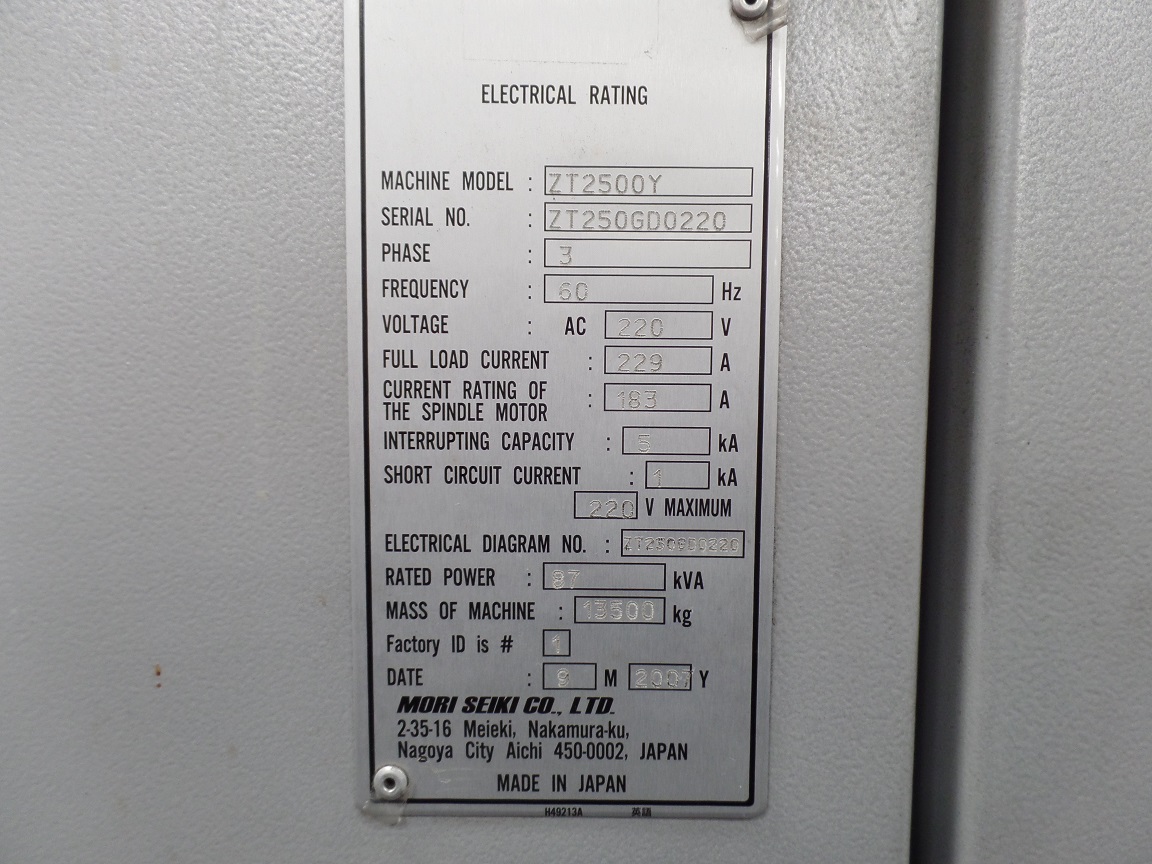 ELECTRICAL RATING
MACHINE MODEL : ZT2500Y
SERIAL NO. : ZT250GD0220
PHASE : 3
FREQUENCY : 60 Hz
VOLTAGE : AC 220 V
FULL LOAD CURRENT : 229 A
CURRENT RATING OF
THE SPINDLE MOTOR : 183 A
INTERRUPTING CAPACITY : 5 kA
SHORT CIRCUIT CURRENT : 1 kA
220 V MAXIMUM
ELECTRICAL DIAGRAM NO. : ZT250GD0220
RATED POWER : 87 kVA
MASS OF MACHINE : 13500 kg
Factory ID is # 1
DATE : 9 M 2007 Y
MORI SEIKI CO., LTD.
2-35-16 Meieki, Nakamura-ku,
Nagoya City Aichi 450-0002, JAPAN
MADE IN JAPAN
H49213A 英語